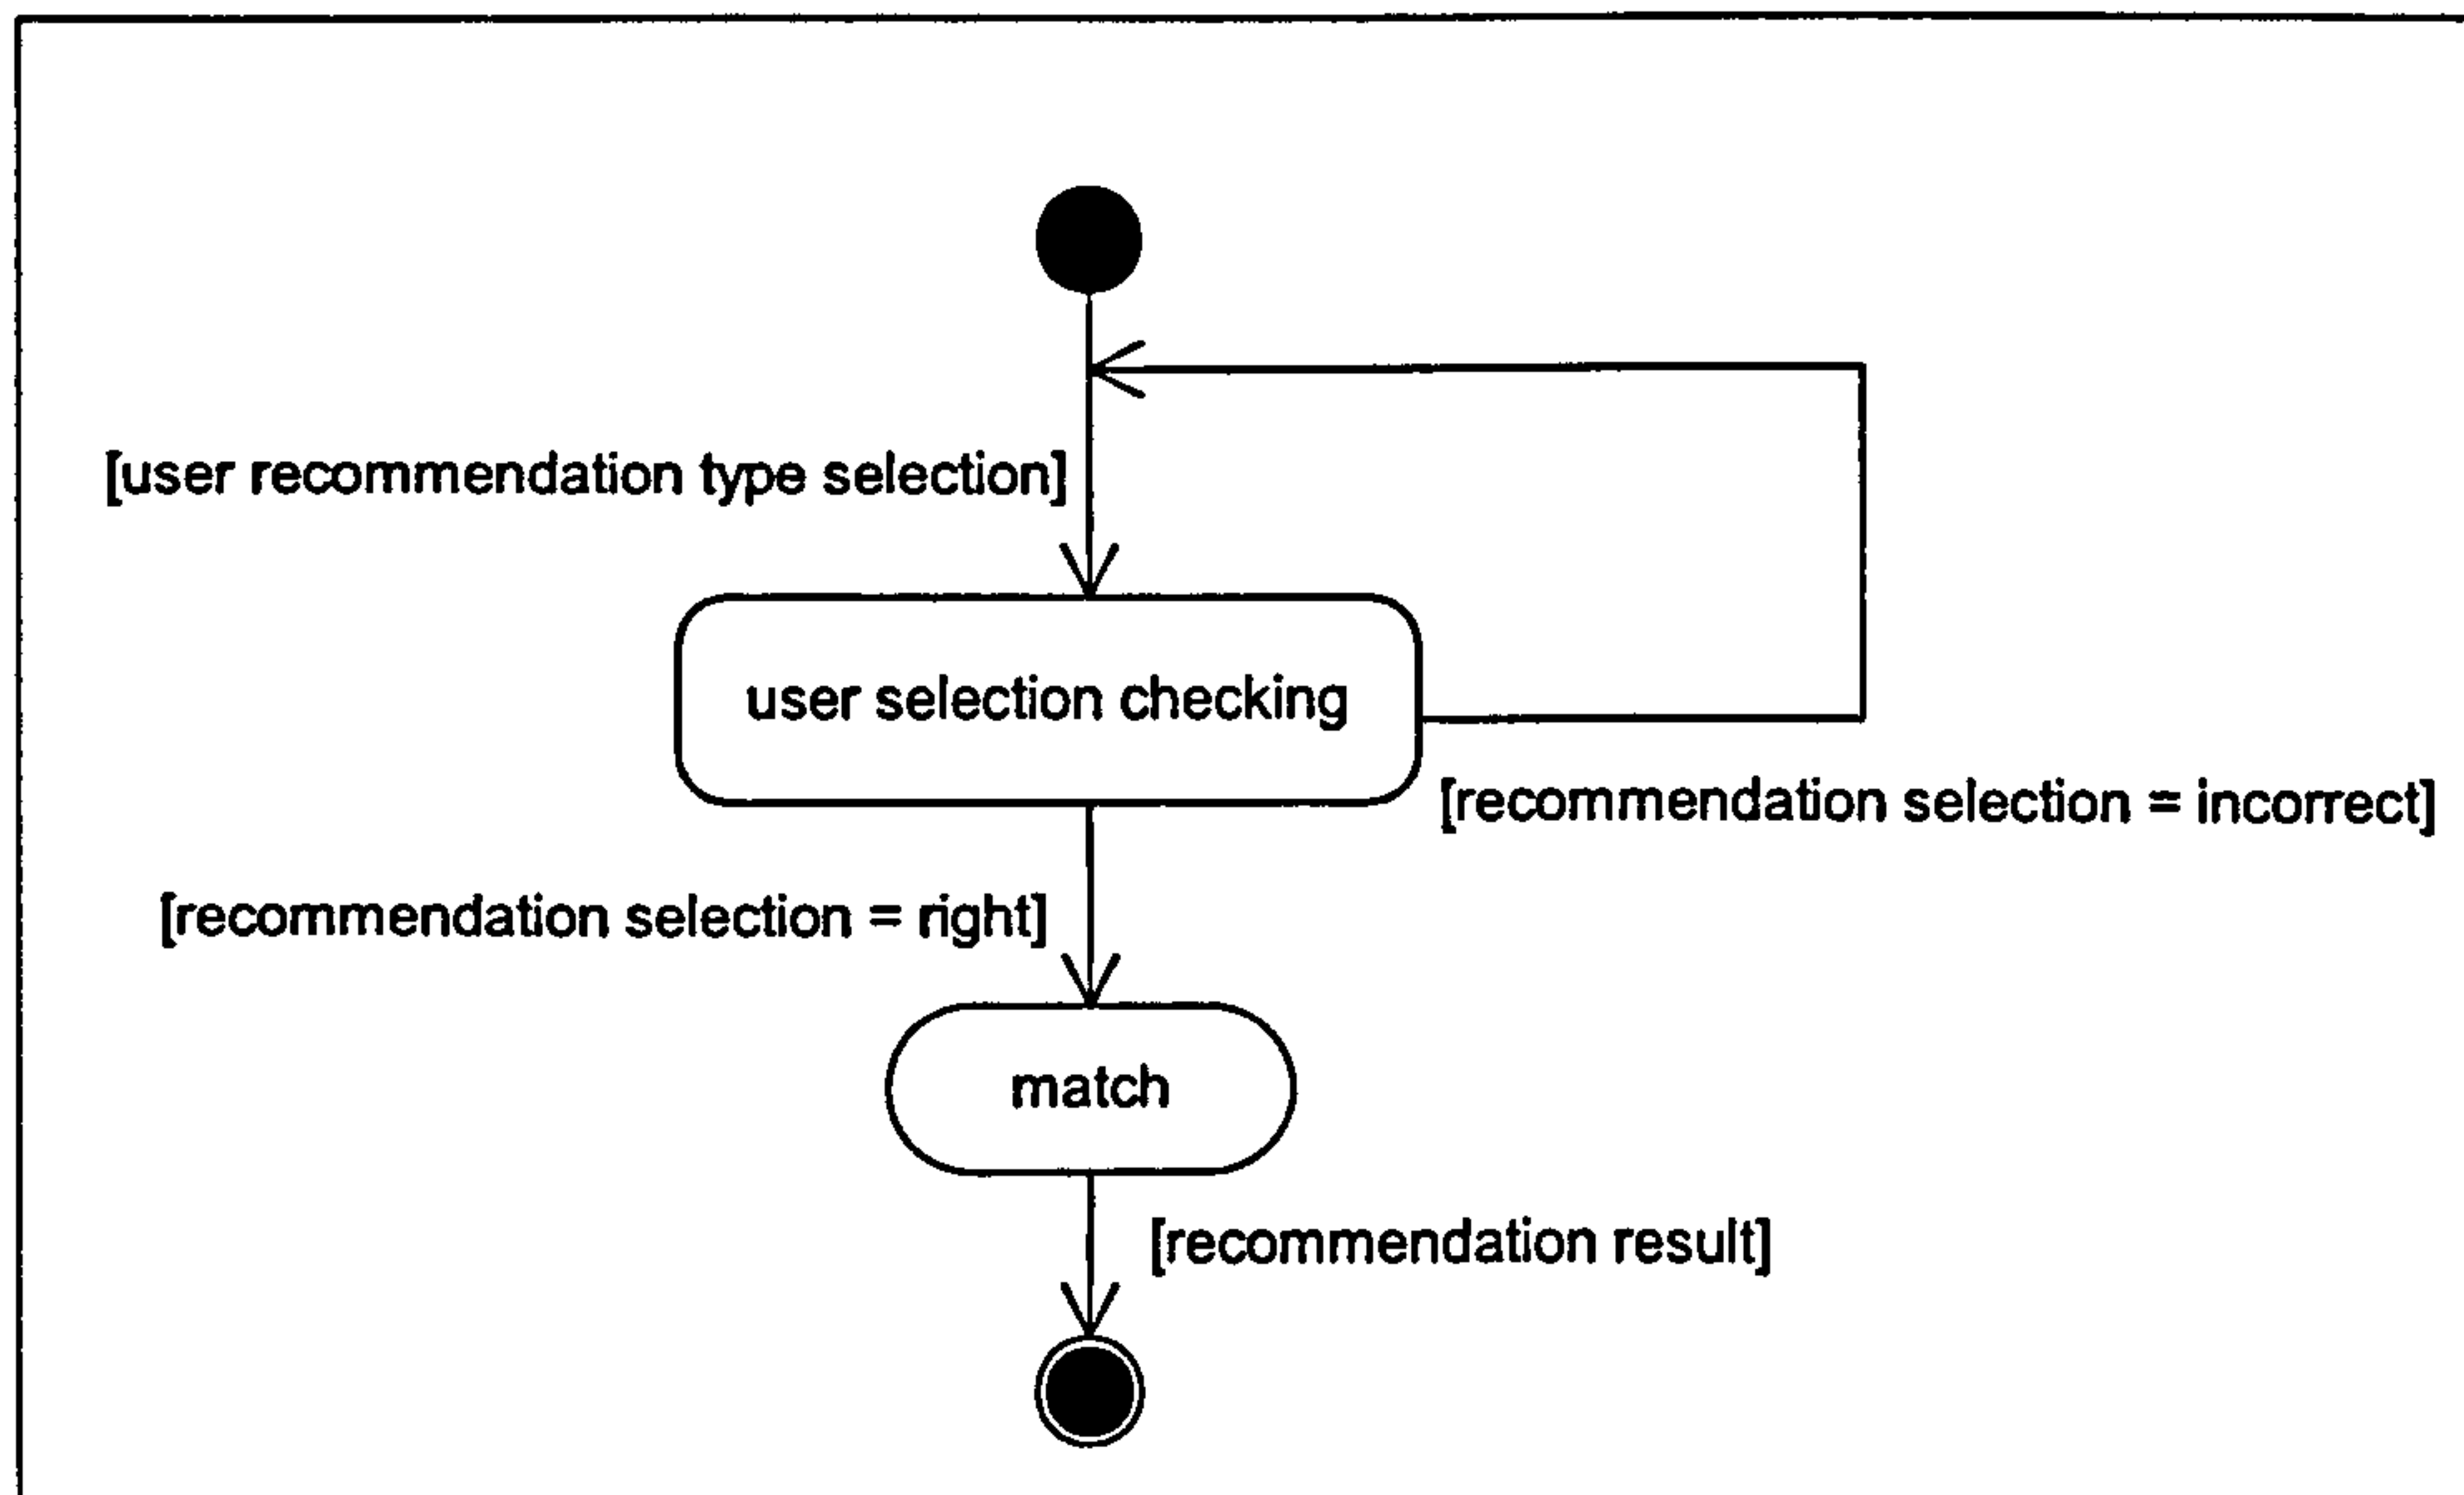 [user recommendation type selection]
user selection checking
[recommendation selection = incorrect]
[recommendation selection = right]
match
[recommendation result]